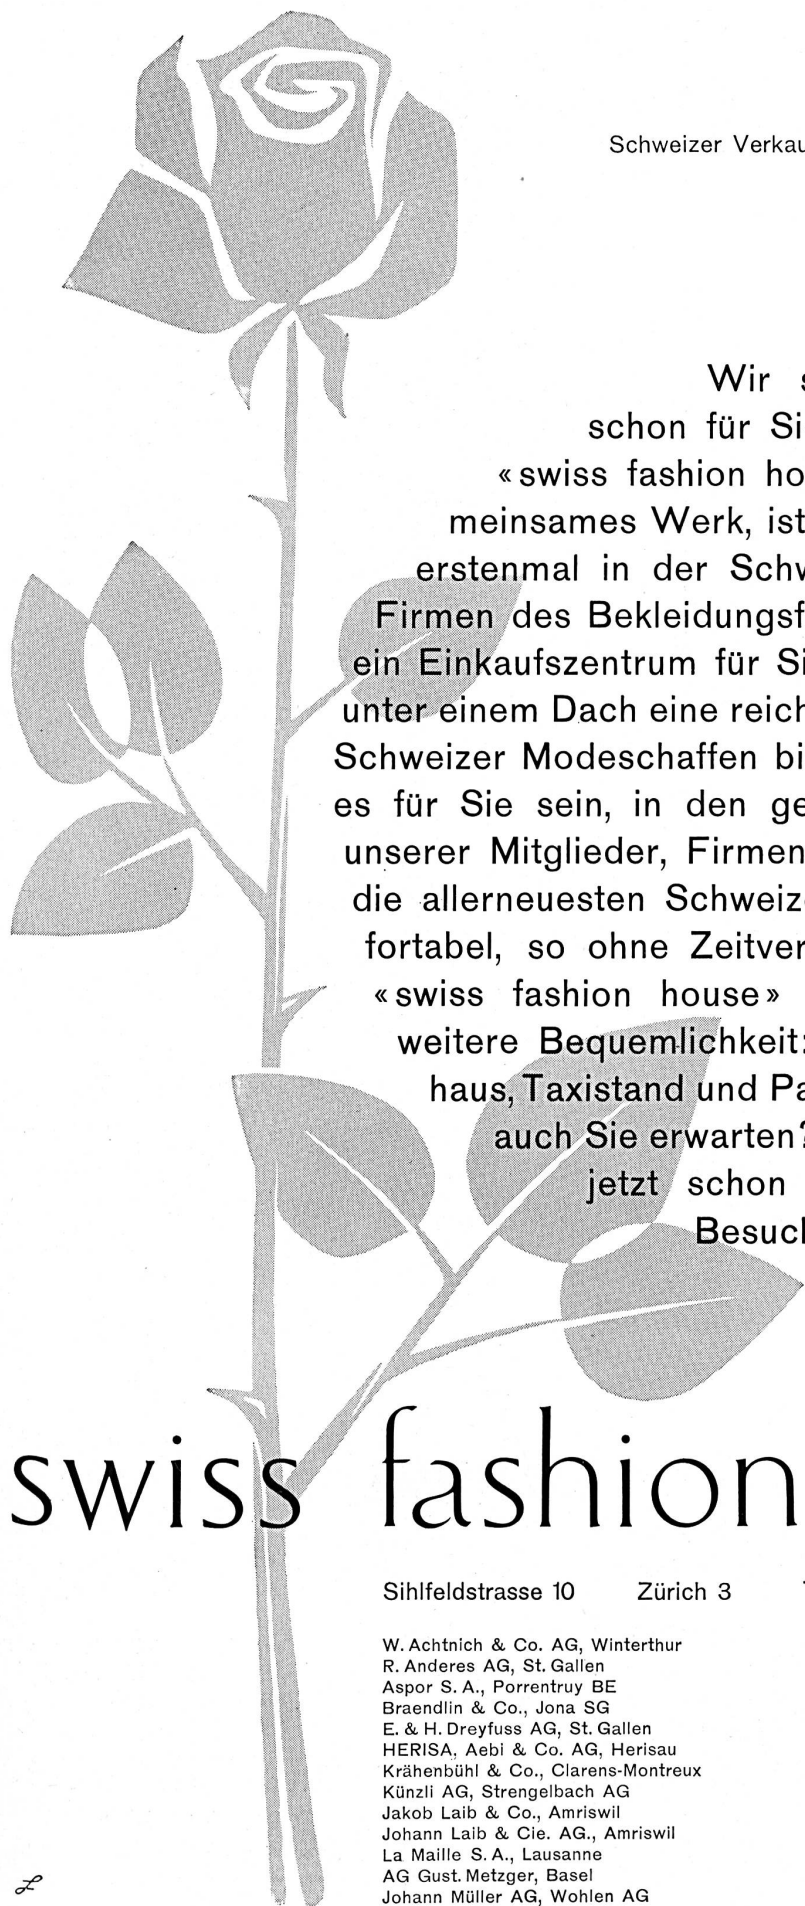 Schweizer Verkau
Wir s
schon für Si
«swiss fashion ho
meinsames Werk, ist
erstenmal in der Schw
Firmen des Bekleidungsf
ein Einkaufszentrum für Si
unter einem Dach eine reich
Schweizer Modeschaffen bi
es für Sie sein, in den ge
unserer Mitglieder, Firmen
die allerneuesten Schweize
fortabel, so ohne Zeitver
«swiss fashion house»
weitere Bequemlichkeit:
haus, Taxistand und Pa
auch Sie erwarten?
jetzt schon
Besuch
swiss fashion
Sihlfeldstrasse 10 Zürich 3
W. Achtnich & Co. AG, Winterthur
R. Anderes AG, St. Gallen
Aspor S. A., Porrentruy BE
Braendlin & Co., Jona SG
E. & H. Dreyfuss AG, St. Gallen
HERISA, Aebi & Co. AG, Herisau
Krähenbühl & Co., Clarens-Montreux
Künzli AG, Strengelbach AG
Jakob Laib & Co., Amriswil
Johann Laib & Cie. AG., Amriswil
La Maille S. A., Lausanne
AG Gust. Metzger, Basel
Johann Müller AG, Wohlen AG